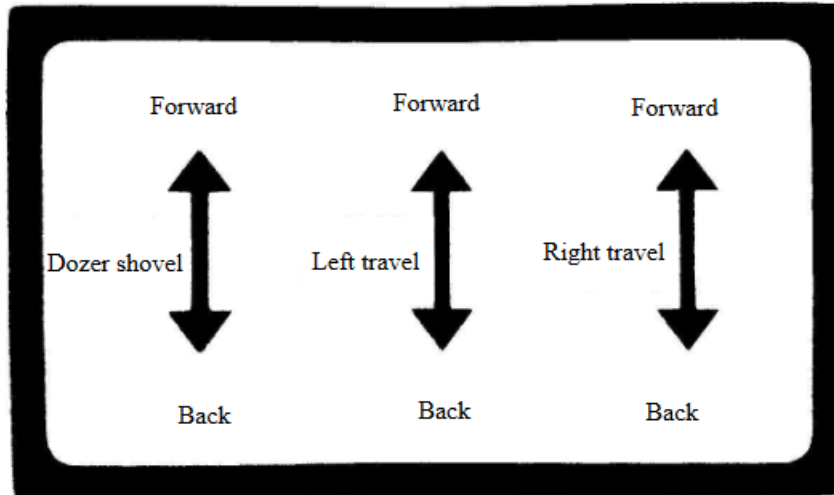 Forward
Forward
Forward
Dozer shovel
Left travel
Right travel
Back
Back
Back